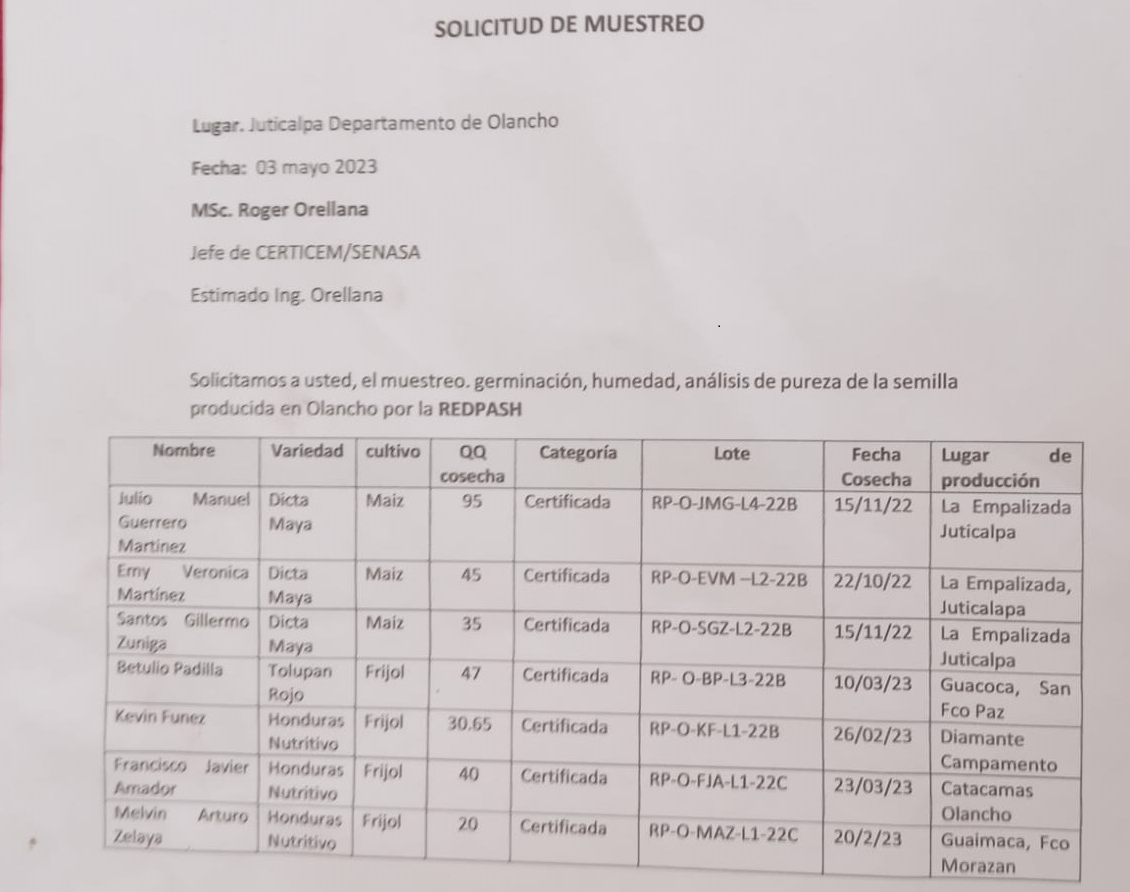 SOLICITUD DE MUESTREO
Lugar. Juticalpa Departamento de Olancho
Fecha: 03 mayo 2023
MSc. Roger Orellana
Jefe de CERTICEM/SENASA
Estimado Ing. Orellana
Solicitamos a usted, el muestreo. germinación, humedad, análisis de pureza de la semilla
producida en Olancho por la REDPASH
Nombre Variedad cultivo QQ Categoría Lote Fecha Lugar de
cosecha Cosecha producción
Julio Manuel Dicta Maiz 95 Certificada RP-O-JMG-L4-22B 15/11/22 La Empalizada
Guerrero Maya Juticalpa
Martinez
Emy Veronica Dicta Maiz 45 Certificada RP-O-EVM –L2-22B 22/10/22 La Empalizada,
Martínez Maya Juticalapa
Santos Gillermo Dicta Maiz 35 Certificada RP-O-SGZ-L2-22B 15/11/22 La Empalizada
Zuniga Maya Juticalpa
Betulio Padilla Tolupan Frijol 47 Certificada RP- O-BP-L3-22B 10/03/23 Guacoca, San
Rojo Fco Paz
Kevin Funez Honduras Frijol 30.65 Certificada RP-O-KF-L1-22B 26/02/23 Diamante
Nutritivo Campamento
Francisco Javier Honduras Frijol 40 Certificada RP-O-FJA-L1-22C 23/03/23 Catacamas
Amador Nutritivo Olancho
Melvin Arturo Honduras Frijol 20 Certificada RP-O-MAZ-L1-22C 20/2/23 Guaimaca, Fco
Zelaya Nutritivo Morazan